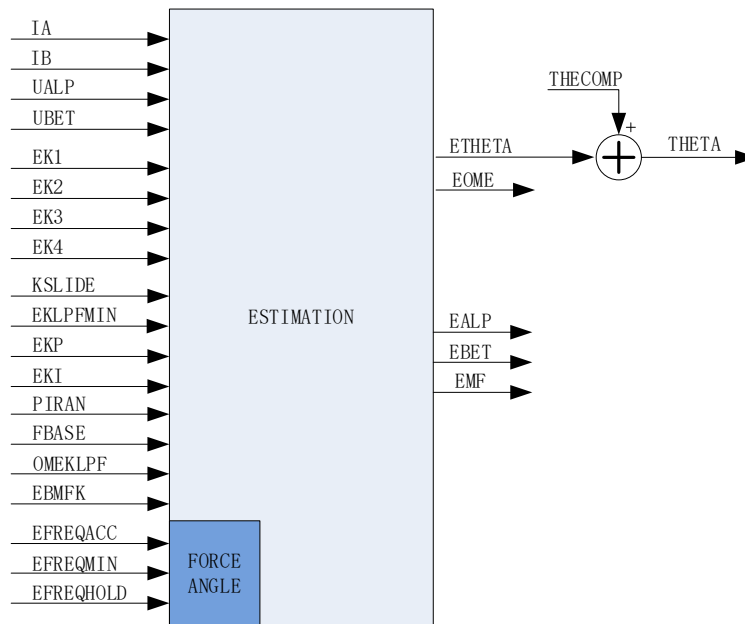 IA
IB
UALP
UBET
EK1
EK2
EK3
EK4
KSLIDE
EKLPFMIN
EKP
EKI
PIRAN
FBASE
OMEKLPF
EBMFK
EFREQACC
EFREQMIN
EFREQHOLD
ESTIMATION
FORCE
ANGLE
THECOMP
+
ETHETA
THETA
EOME
EALP
EBET
EMF